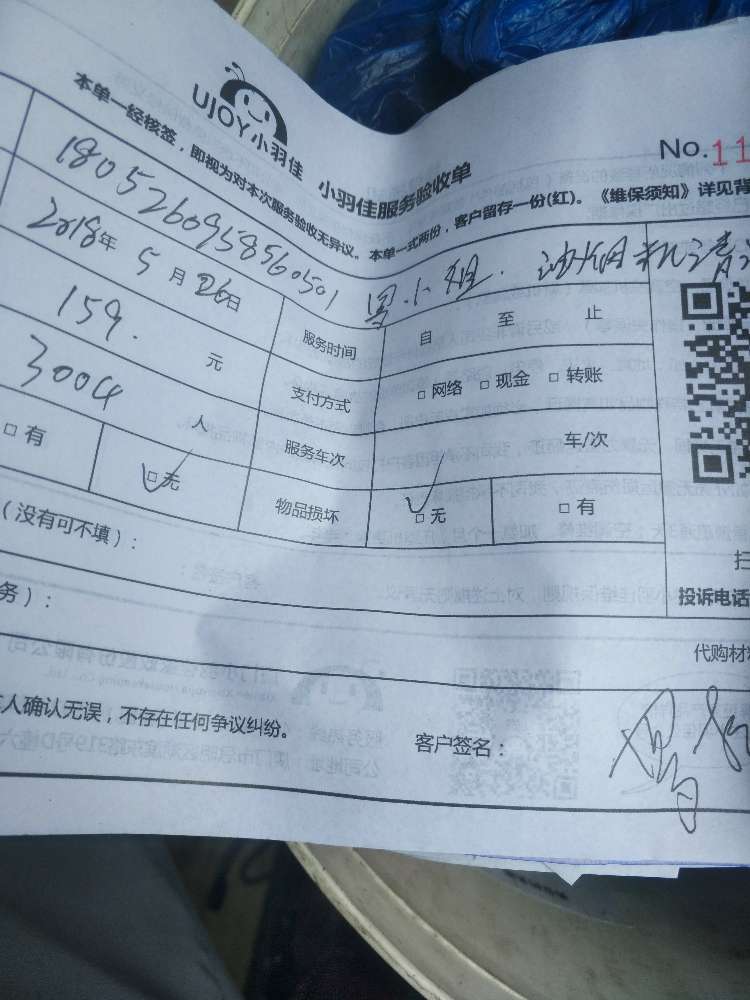 UJOY小羽佳
小羽佳服务验收单
No.11
本单一经核签，即视为对本次服务验收无异议。本单一式两份，客户留存一份(红)。《维保须知》详见背
1805260958560501
小姐. 油烟机清
2018年 5 月 26日 服务时间 自 至 止
159. 元 支付方式 □ 网络 □ 现金 □ 转账
3004 人 服务车次 车/次
□ 有 □ 无 物品损坏 □ 无 □ 有
（没有可不填）：
扫
务）：
投诉电话
代购材料
人确认无误，不存在任何争议纠纷。 客户签名：